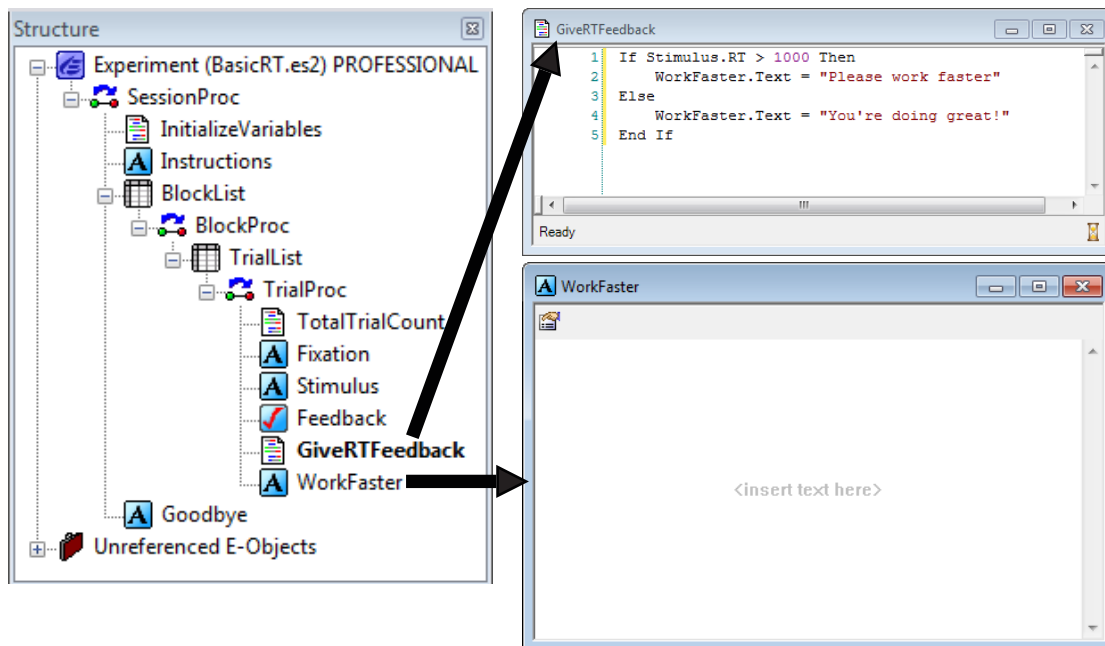 Structure
Experiment (BasicRT.es2) PROFESSIONAL
SessionProc
InitializeVariables
Instructions
BlockList
BlockProc
TrialList
TrialProc
TotalTrialCount
Fixation
Stimulus
Feedback
GiveRTFeedback
WorkFaster
Goodbye
Unreferenced E-Objects
GiveRTFeedback
1 If Stimulus.RT > 1000 Then
2 WorkFaster.Text = "Please work faster"
3 Else
4 WorkFaster.Text = "You're doing great!"
5 End If
Ready
WorkFaster
<insert text here>